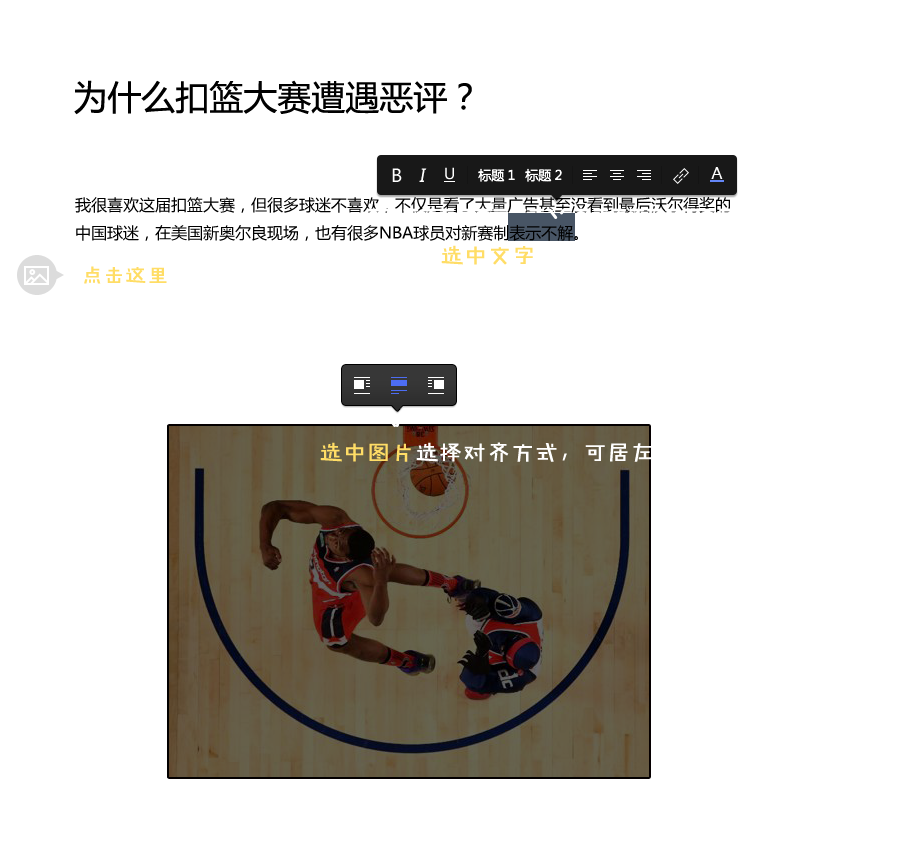 为什么扣篮大赛遭遇恶评？
B I U 标题 1 标题 2 A
我很喜欢这届扣篮大赛，但很多球迷不喜欢，不仅是看了大量广告甚至没看到最后沃尔得奖的
中国球迷，在美国新奥尔良现场，也有很多NBA球员对新赛制表示不解。
选中文字
点击这里
选中图片选择对齐方式，可居左